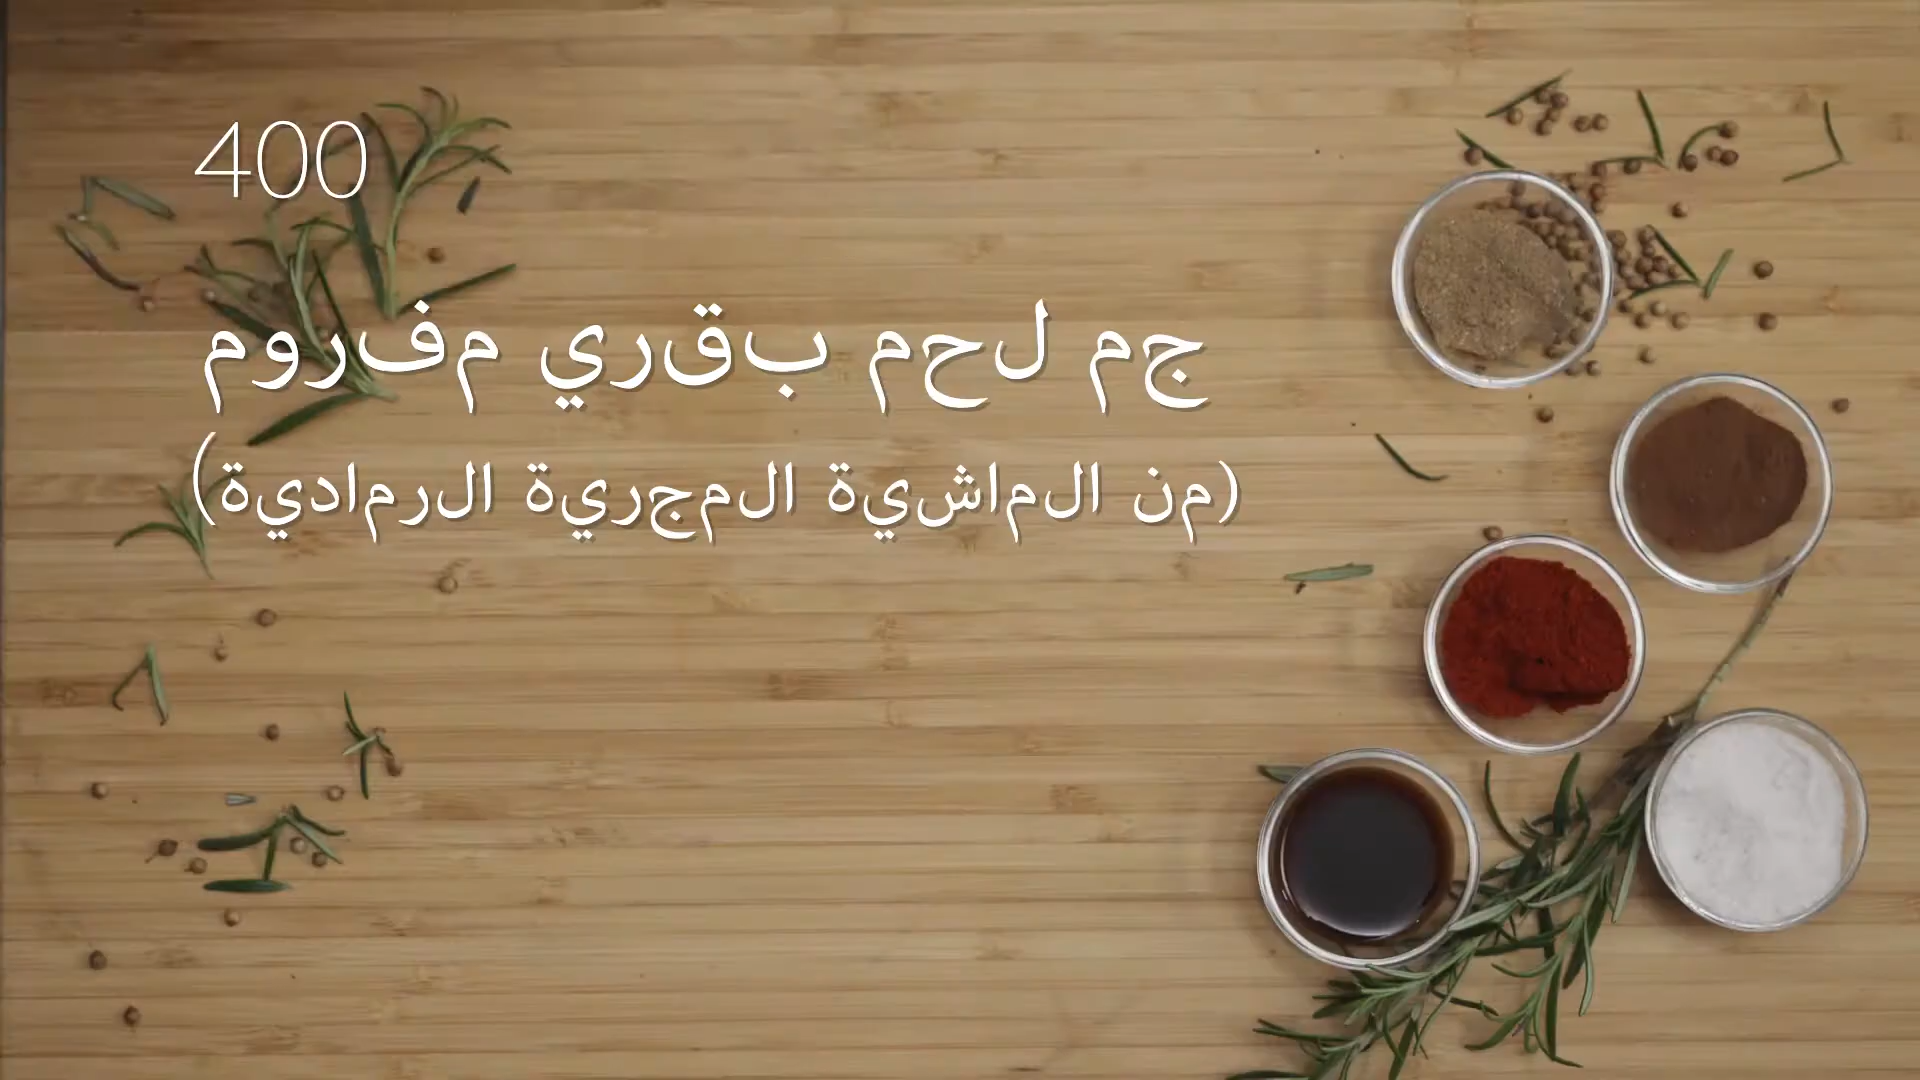 400
جم لحم بقري مفروم
(من الماشية المجرية الرمادية)